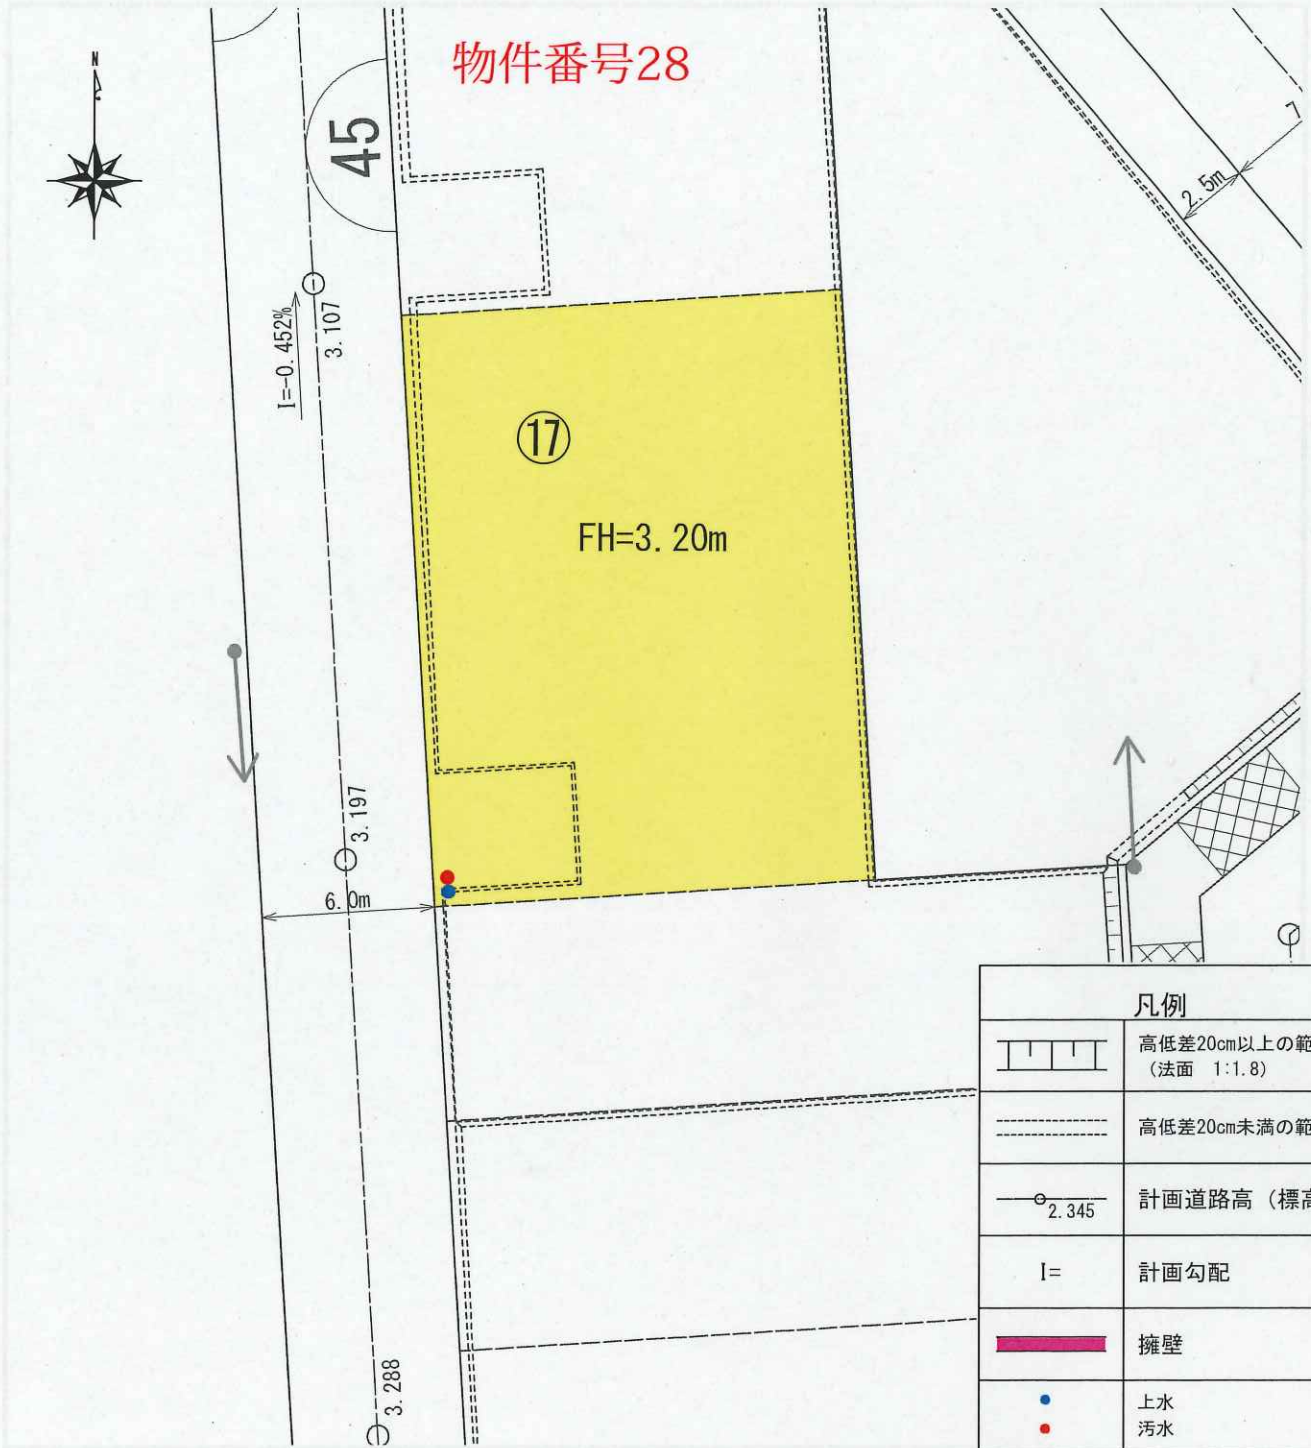 物件番号28
N
45
2.5m
7
I=-0.452%
3.107
⑰
FH=3.20m
3.197
6.0m
3.288
凡例
高低差20cm以上の範
(法面 1:1.8)
高低差20cm未満の範
2.345
計画道路高（標高
I=
計画勾配
擁壁
上水
汚水